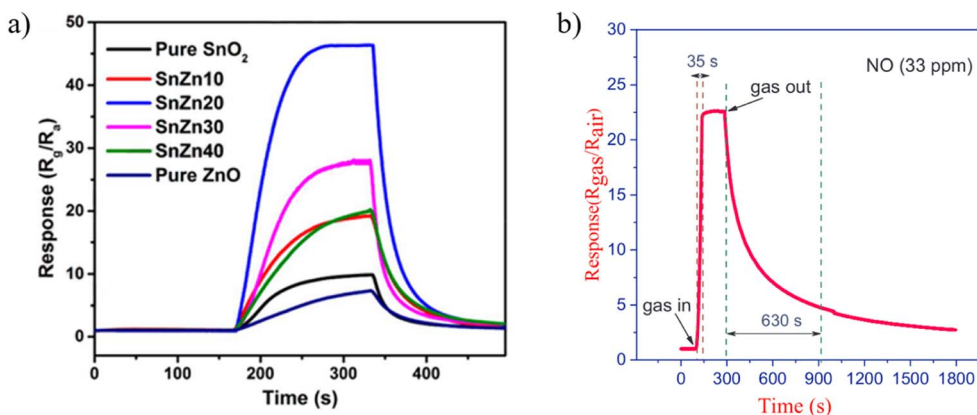 a)
50
40
30
20
10
0
Response (Rg/Ra)
Pure SnO2
SnZn10
SnZn20
SnZn30
SnZn40
Pure ZnO
0 100 200 300 400
Time (s)
b)
30
25
20
15
10
5
0
Response(Rgas/Rair)
35 s
NO (33 ppm)
gas out
gas in
630 s
0 300 600 900 1200 1500 1800
Time (s)